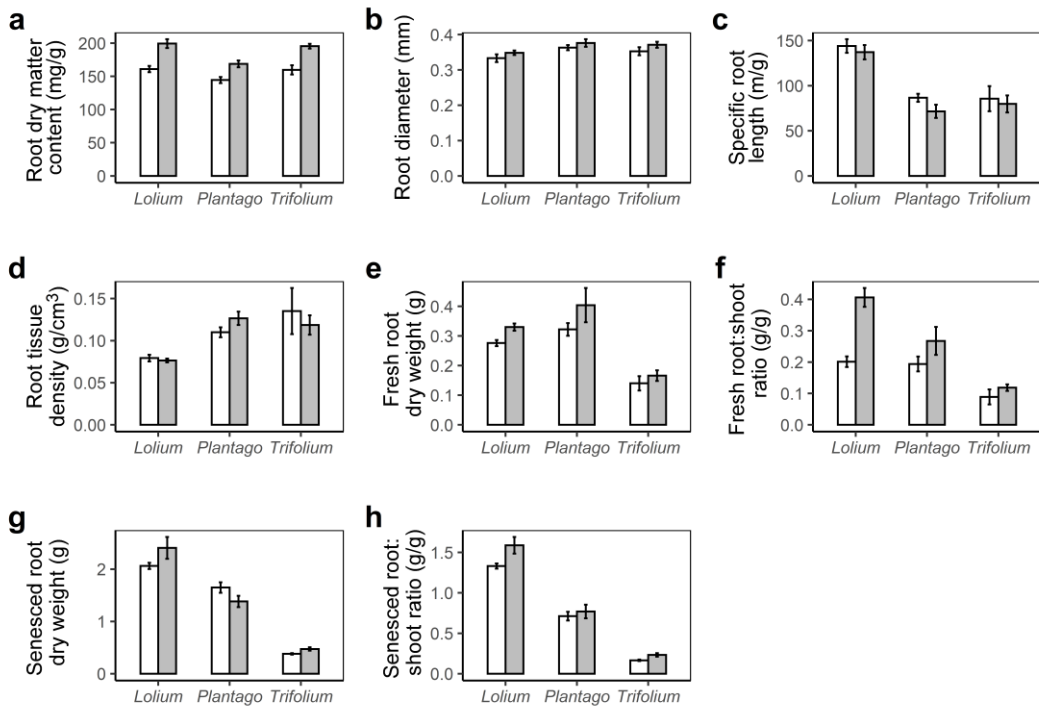 a
Root dry matter
content (mg/g)
200
150
100
50
0
Lolium Plantago Trifolium
b
Root diameter (mm)
0.4
0.3
0.2
0.1
0.0
Lolium Plantago Trifolium
c
Specific root
length (m/g)
150
100
50
0
Lolium Plantago Trifolium
d
Root tissue
density (g/cm³)
0.15
0.10
0.05
0.00
Lolium Plantago Trifolium
e
Fresh root
dry weight (g)
0.4
0.3
0.2
0.1
0.0
Lolium Plantago Trifolium
f
Fresh root:shoot
ratio (g/g)
0.4
0.3
0.2
0.1
0.0
Lolium Plantago Trifolium
g
Senesced root
dry weight (g)
2
1
0
Lolium Plantago Trifolium
h
Senesced root:
shoot ratio (g/g)
1.5
1.0
0.5
0.0
Lolium Plantago Trifolium